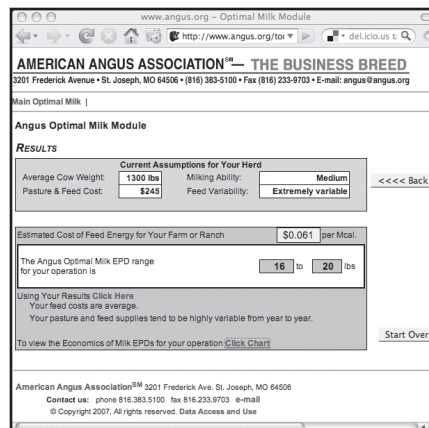 www.angus.org – Optimal Milk Module
http://www.angus.org/too
del.icio.us t
AMERICAN ANGUS ASSOCIATION℠— THE BUSINESS BREED
3201 Frederick Avenue • St. Joseph, MO 64506 • (816) 383-5100 • Fax (816) 233-9703 • E-mail: angus@angus.org
Main Optimal Milk |
Angus Optimal Milk Module
RESULTS
Current Assumptions for Your Herd
Average Cow Weight: 1300 lbs Milking Ability: Medium
Pasture & Feed Cost: $245 Feed Variability: Extremely variable
<<<< Back
Estimated Cost of Feed Energy for Your Farm or Ranch $0.061 per Mcal.
The Angus Optimal Milk EPD range
for your operation is 16 to 20 lbs
Using Your Results Click Here
Your feed costs are average.
Your pasture and feed supplies tend to be highly variable from year to year.
Start Over
To view the Economics of Milk EPDs for your operation Click Chart
American Angus Association℠ 3201 Frederick Ave. St. Joseph, MO 64506
Contact us: phone 816.383.5100 fax 816.233.9703 e-mail
© Copyright 2007, All rights reserved. Data Access and Use